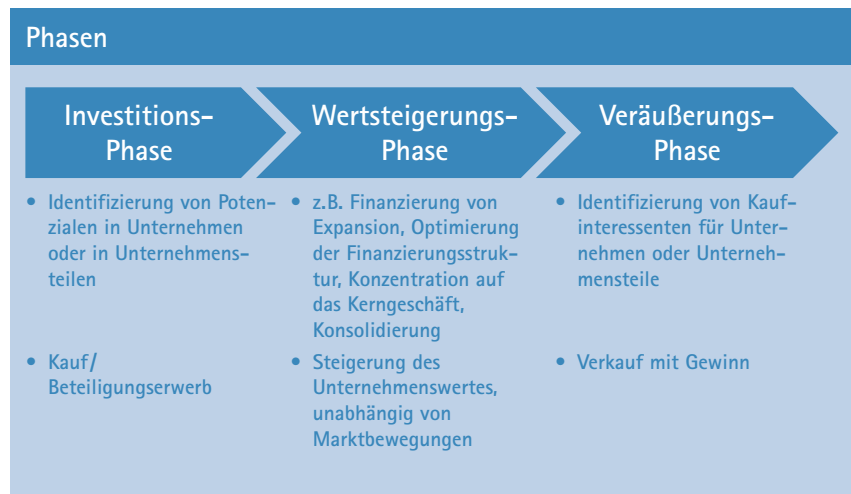 Phasen
Investitions-
Phase
Wertsteigerungs-
Phase
Veräußerungs-
Phase
• Identifizierung von Poten-
zialen in Unternehmen
oder in Unternehmens-
teilen
• Kauf/
Beteiligungserwerb
• z.B. Finanzierung von
Expansion, Optimierung
der Finanzierungsstruk-
tur, Konzentration auf
das Kerngeschäft,
Konsolidierung
• Steigerung des
Unternehmenswertes,
unabhängig von
Marktbewegungen
• Identifizierung von Kauf-
interessenten für Unter-
nehmen oder Unterneh-
mensteile
• Verkauf mit Gewinn